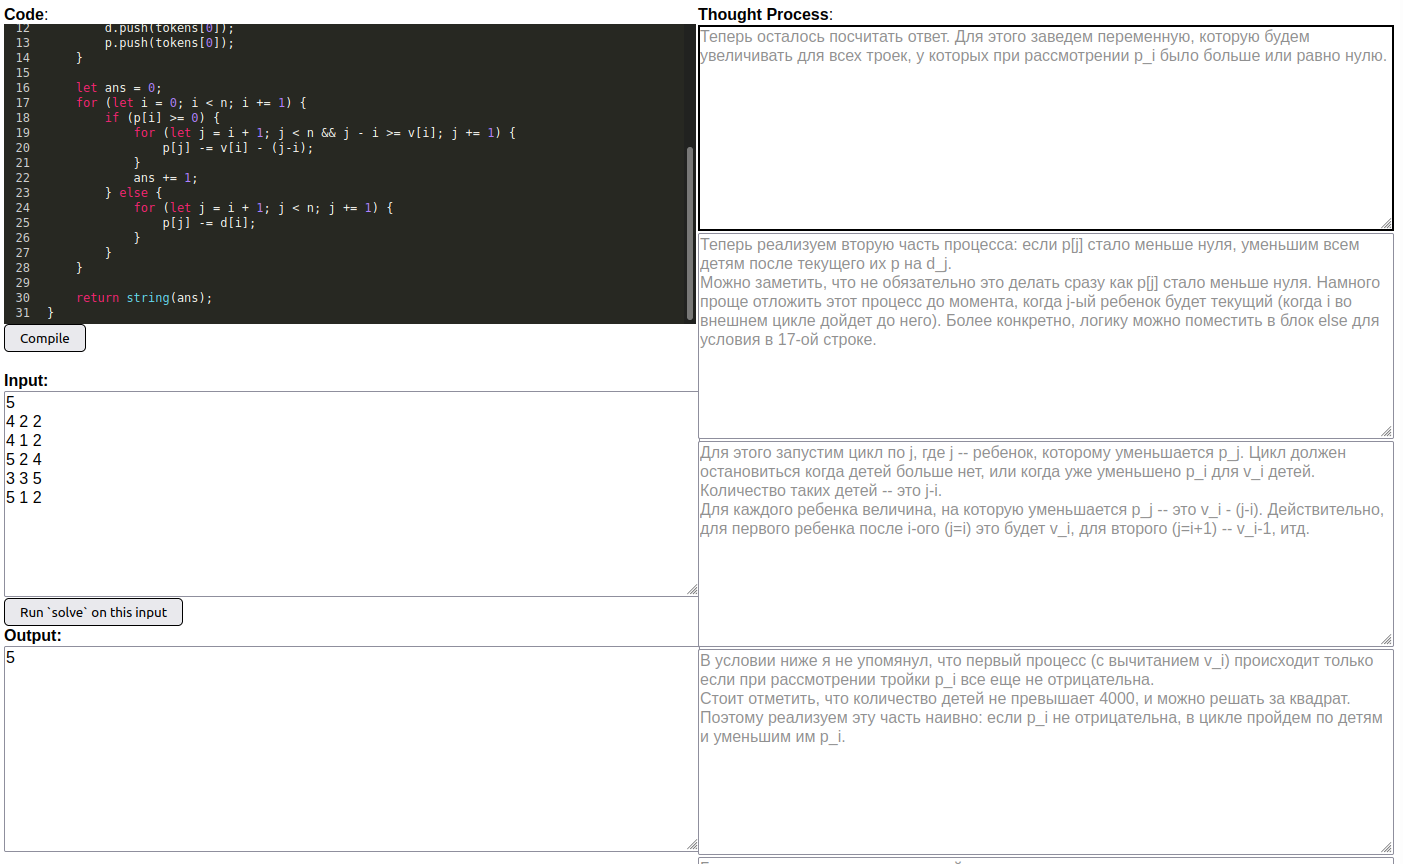 Code:
12 d.push(tokens[0]);
13 p.push(tokens[0]);
14 }
15
16 let ans = 0;
17 for (let i = 0; i < n; i += 1) {
18 if (p[i] >= 0) {
19 for (let j = i + 1; j < n && j - i >= v[i]; j += 1) {
20 p[j] -= v[i] - (j-i);
21 }
22 ans += 1;
23 } else {
24 for (let j = i + 1; j < n; j += 1) {
25 p[j] -= d[i];
26 }
27 }
28 }
29
30 return string(ans);
31 }
Compile
Input:
5
4 2 2
4 1 2
5 2 4
3 3 5
5 1 2
Run `solve` on this input
Output:
5
Thought Process:
Теперь осталось посчитать ответ. Для этого заведем переменную, которую будем
увеличивать для всех троек, у которых при рассмотрении p_i было больше или равно нулю.
Теперь реализуем вторую часть процесса: если p[j] стало меньше нуля, уменьшим всем
детям после текущего их p на d_j.
Можно заметить, что не обязательно это делать сразу как p[j] стало меньше нуля. Намного
проще отложить этот процесс до момента, когда j-ый ребенок будет текущий (когда i во
внешнем цикле дойдет до него). Более конкретно, логику можно поместить в блок else для
условия в 17-ой строке.
Для этого запустим цикл по j, где j -- ребенок, которому уменьшается p_j. Цикл должен
остановиться когда детей больше нет, или когда уже уменьшено p_i для v_i детей.
Количество таких детей -- это j-i.
Для каждого ребенка величина, на которую уменьшается p_j -- это v_i - (j-i). Действительно,
для первого ребенка после i-ого (j=i) это будет v_i, для второго (j=i+1) -- v_i-1, итд.
В условии ниже я не упомянул, что первый процесс (с вычитанием v_i) происходит только
если при рассмотрении тройки p_i все еще не отрицательна.
Стоит отметить, что количество детей не превышает 4000, и можно решать за квадрат.
Поэтому реализуем эту часть наивно: если p_i не отрицательна, в цикле пройдем по детям
и уменьшим им p_i.